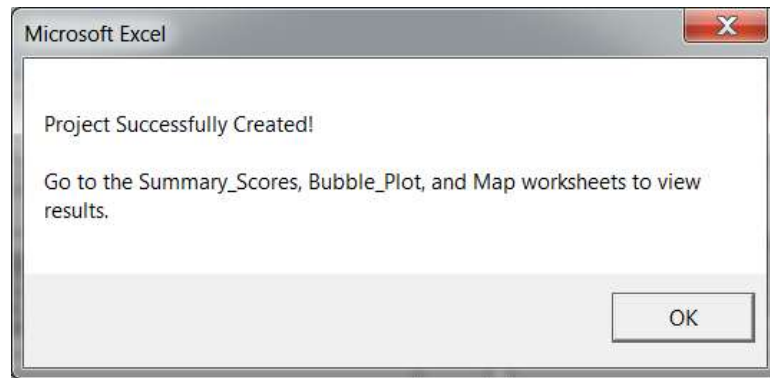 Microsoft Excel
X
Project Successfully Created!
Go to the Summary_Scores, Bubble_Plot, and Map worksheets to view
results.
OK